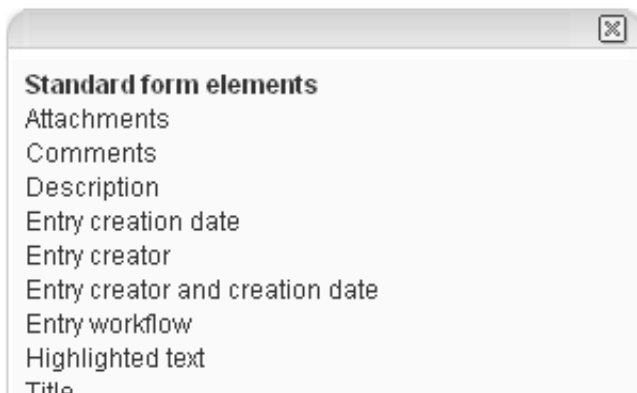 Standard form elements
Attachments
Comments
Description
Entry creation date
Entry creator
Entry creator and creation date
Entry workflow
Highlighted text
Title